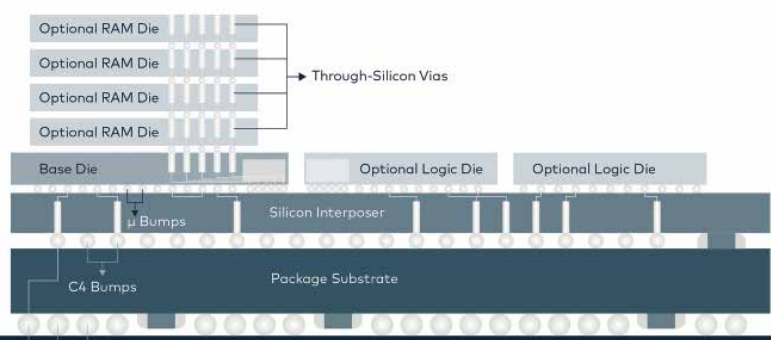 Optional RAM Die
Optional RAM Die
Through-Silicon Vias
Optional RAM Die
Optional RAM Die
Base Die
Optional Logic Die
Optional Logic Die
Silicon Interposer
μ Bumps
Package Substrate
C4 Bumps